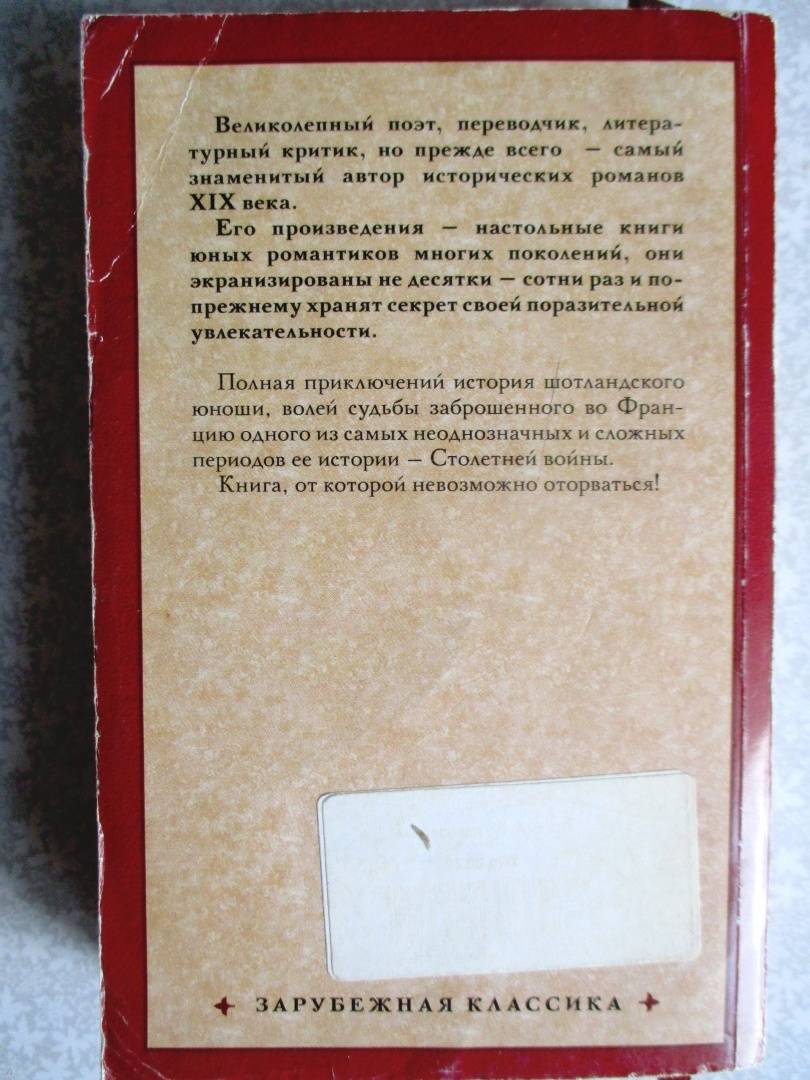 Великолепный поэт, переводчик, литера-
турный критик, но прежде всего — самый
знаменитый автор исторических романов
XIX века.
Его произведения — настольные книги
юных романтиков многих поколений, они
экранизированы не десятки — сотни раз и по-
прежнему хранят секрет своей поразительной
увлекательности.
Полная приключений история шотландского
юноши, волей судьбы заброшенного во Фран-
цию одного из самых неоднозначных и сложных
периодов ее истории — Столетней войны.
Книга, от которой невозможно оторваться!
ЗАРУБЕЖНАЯ КЛАССИКА